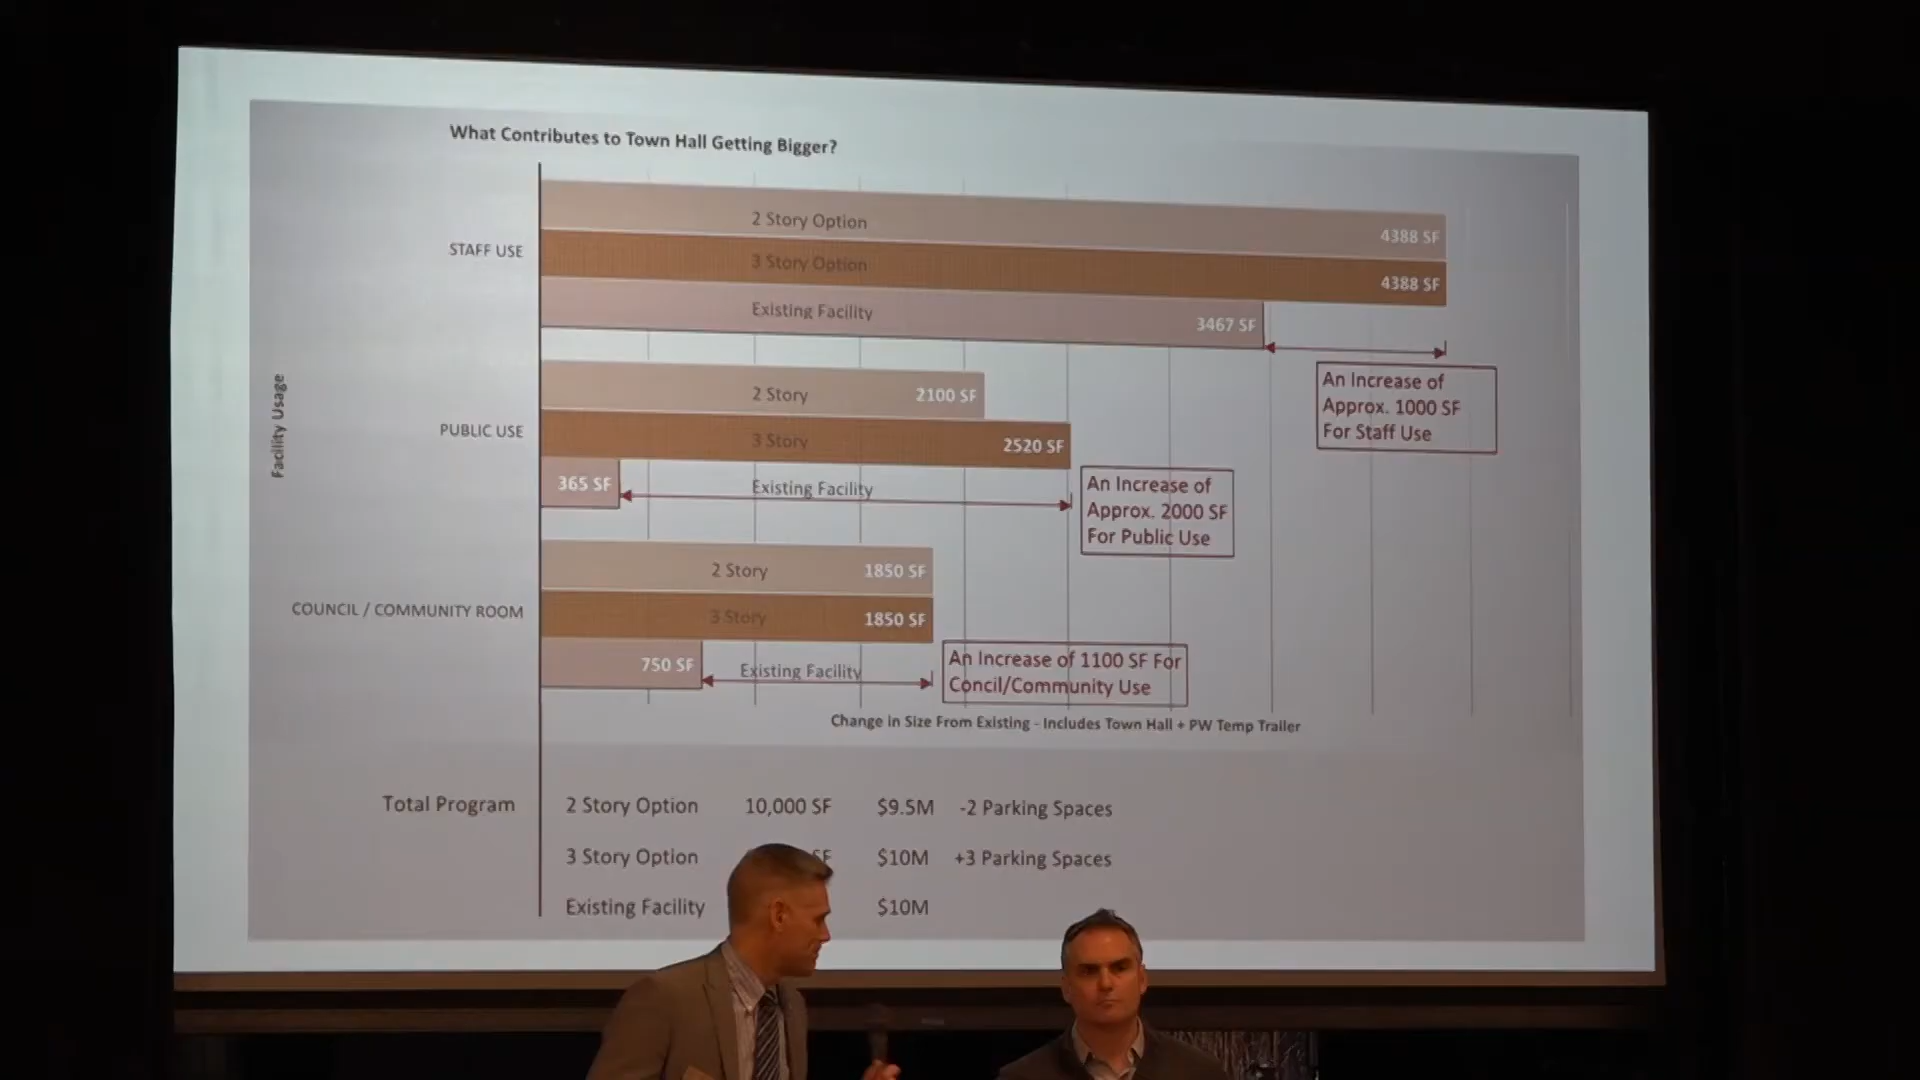 What Contributes to Town Hall Getting Bigger?
Facility Usage
STAFF USE
2 Story Option
4388 SF
3 Story Option
4388 SF
Existing Facility
3467 SF
An Increase of
Approx. 1000 SF
For Staff Use
PUBLIC USE
2 Story
2100 SF
3 Story
2520 SF
365 SF
Existing Facility
An Increase of
Approx. 2000 SF
For Public Use
COUNCIL / COMMUNITY ROOM
2 Story
1850 SF
3 Story
1850 SF
750 SF
Existing Facility
An Increase of 1100 SF For
Concil/Community Use
Change in Size From Existing - Includes Town Hall + PW Temp Trailer
Total Program
2 Story Option 10,000 SF $9.5M -2 Parking Spaces
3 Story Option SF $10M +3 Parking Spaces
Existing Facility $10M